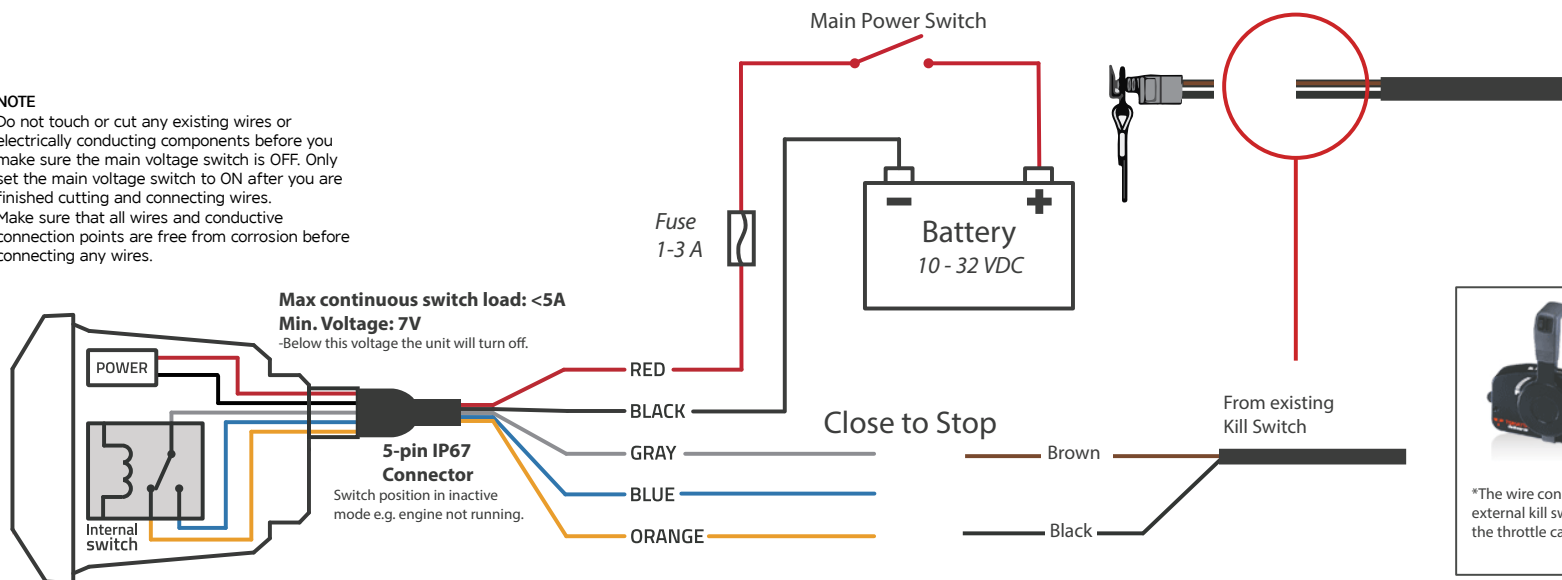 Main Power Switch
NOTE
Do not touch or cut any existing wires or
electrically conducting components before you
make sure the main voltage switch is OFF. Only
set the main voltage switch to ON after you are
finished cutting and connecting wires.
Make sure that all wires and conductive
connection points are free from corrosion before
connecting any wires.
Fuse
1-3 A
Battery
10 - 32 VDC
Max continuous switch load: <5A
Min. Voltage: 7V
-Below this voltage the unit will turn off.
POWER
Internal
switch
5-pin IP67
Connector
Switch position in inactive
mode e.g. engine not running.
RED
BLACK
GRAY
BLUE
ORANGE
Close to Stop
Brown
Black
From existing
Kill Switch
*The wire con
external kill sw
the throttle ca